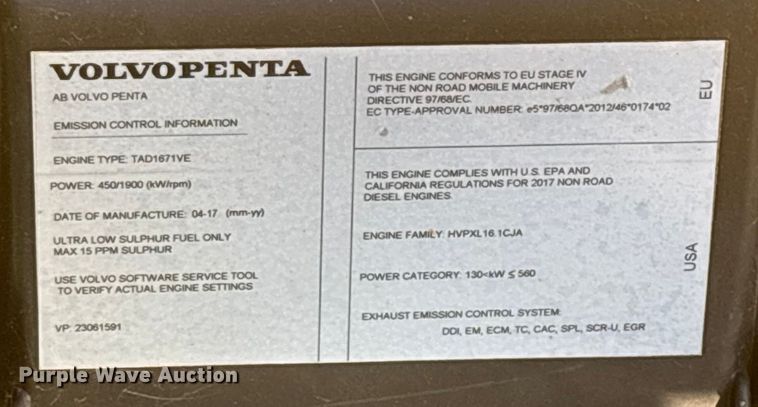 VOLVO PENTA
AB VOLVO PENTA
EMISSION CONTROL INFORMATION
ENGINE TYPE: TAD1671VE
POWER: 450/1900 (kW/rpm)
DATE OF MANUFACTURE: 04-17 (mm-yy)
ULTRA LOW SULPHUR FUEL ONLY
MAX 15 PPM SULPHUR
USE VOLVO SOFTWARE SERVICE TOOL
TO VERIFY ACTUAL ENGINE SETTINGS
VP: 23061591
THIS ENGINE CONFORMS TO EU STAGE IV
OF THE NON ROAD MOBILE MACHINERY
DIRECTIVE 97/68/EC.
EC TYPE-APPROVAL NUMBER: e5*97/68QA*2012/46*0174*02
EU
THIS ENGINE COMPLIES WITH U.S. EPA AND
CALIFORNIA REGULATIONS FOR 2017 NON ROAD
DIESEL ENGINES.
ENGINE FAMILY: HVPXL16.1CJA
POWER CATEGORY: 130<kW ≤ 560
EXHAUST EMISSION CONTROL SYSTEM:
DDI, EM, ECM, TC, CAC, SPL, SCR-U, EGR
USA
Purple Wave Auction